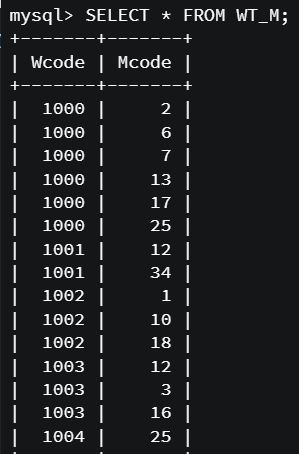 mysql> SELECT * FROM WT_M;
+-------+-------+
| Wcode | Mcode |
+-------+-------+
|  1000 |     2 |
|  1000 |     6 |
|  1000 |     7 |
|  1000 |    13 |
|  1000 |    17 |
|  1000 |    25 |
|  1001 |    12 |
|  1001 |    34 |
|  1002 |     1 |
|  1002 |    10 |
|  1002 |    18 |
|  1003 |    12 |
|  1003 |     3 |
|  1003 |    16 |
|  1004 |    25 |